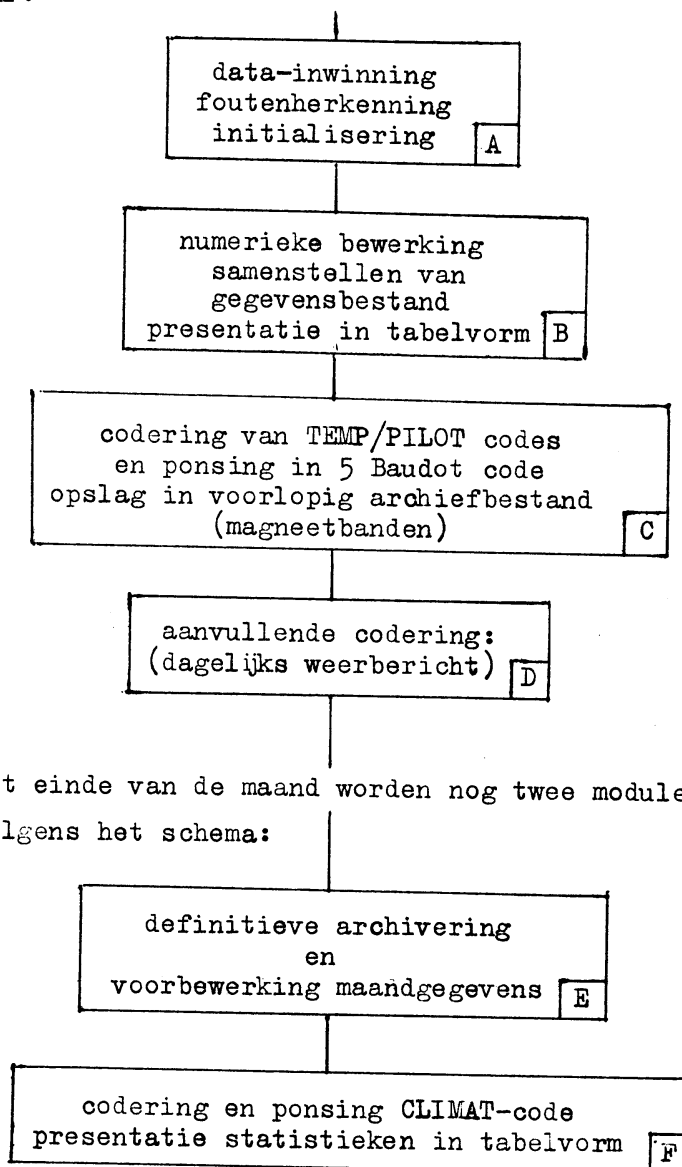 data-inwinning
foutenherkenning
initialisering
A
numerieke bewerking
samenstellen van
gegevensbestand
presentatie in tabelvorm
B
codering van TEMP/PILOT codes
en ponsing in 5 Baudot code
opslag in voorlopig archiefbestand
(magneetbanden)
C
aanvullende codering:
(dagelijks weerbericht)
D
t einde van de maand worden nog twee module
lgens het schema:
definitieve archivering
en
voorbewerking maandgegevens
E
codering en ponsing CLIMAT-code
presentatie statistieken in tabelvorm
F